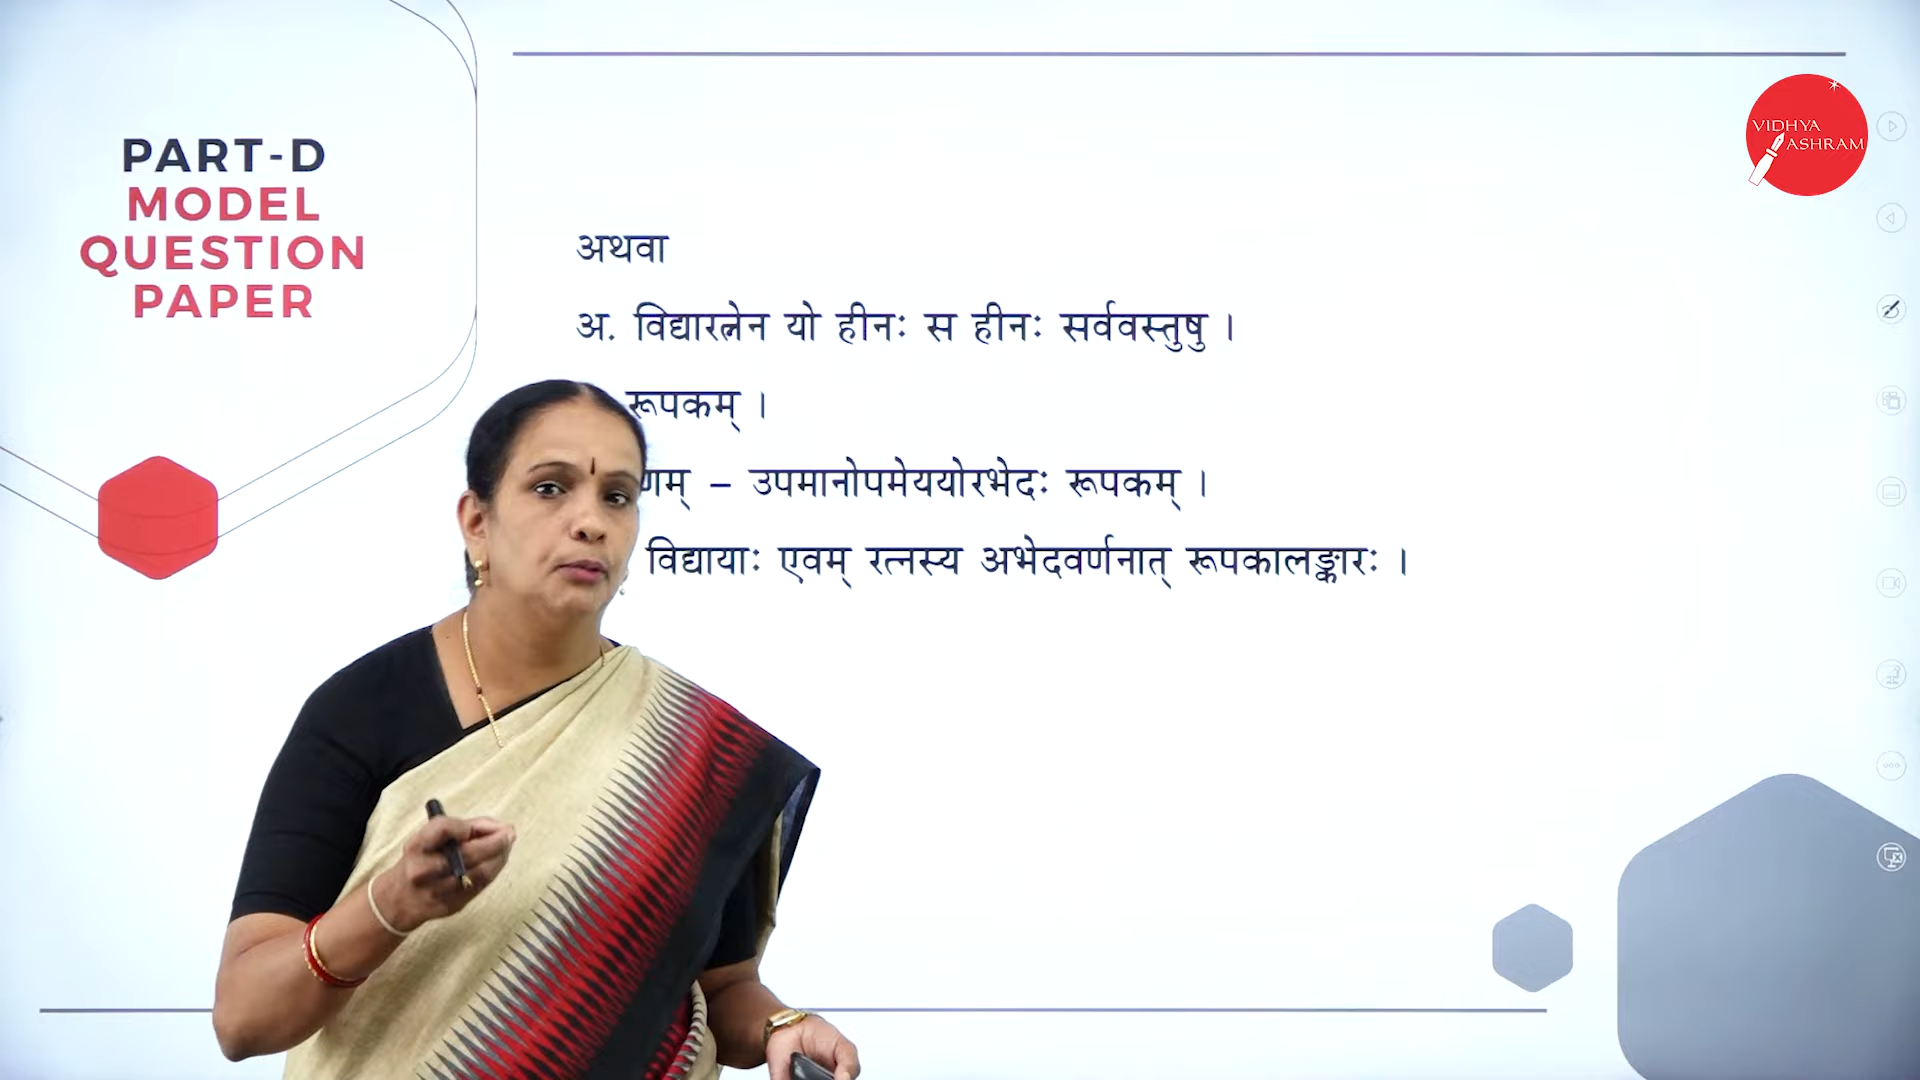 PART-D
MODEL
QUESTION
PAPER
VIDHYA
ASHRAM
अथवा
अ. विद्यारत्नेन यो हीनः स हीनः सर्ववस्तुषु ।
रूपकम् ।
– उपमानोपमेययोरभेदः रूपकम् ।
विद्यायाः एवम् रत्नस्य अभेदवर्णनात् रूपकालङ्कारः ।